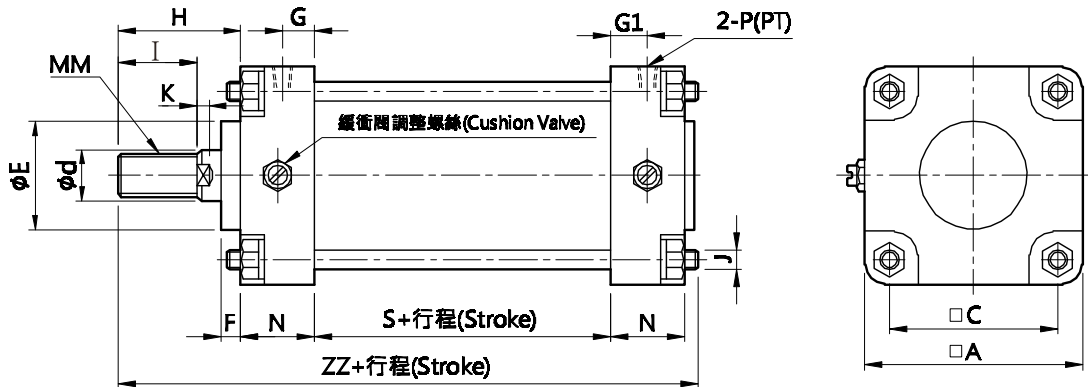 H
G
G1
2-P(PT)
I
MM
K
緩衝閥調整螺絲(Cushion Valve)
φE
φd
J
F
N
S+行程(Stroke)
N
ZZ+行程(Stroke)
□C
□A